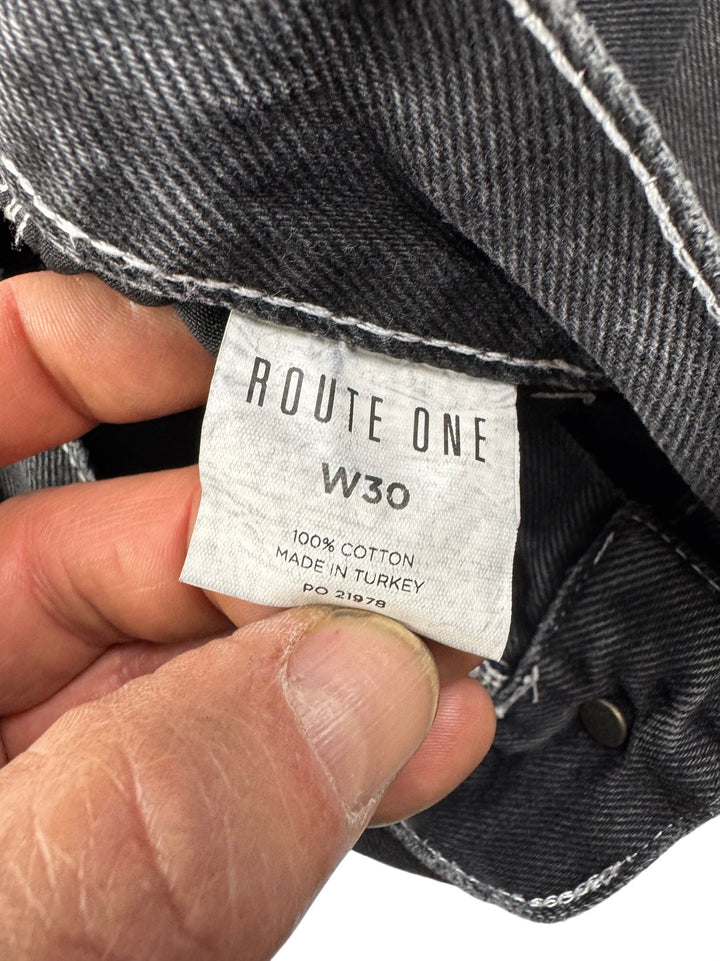 ROUTE ONE
W30
100% COTTON
MADE IN TURKEY
PO 21978